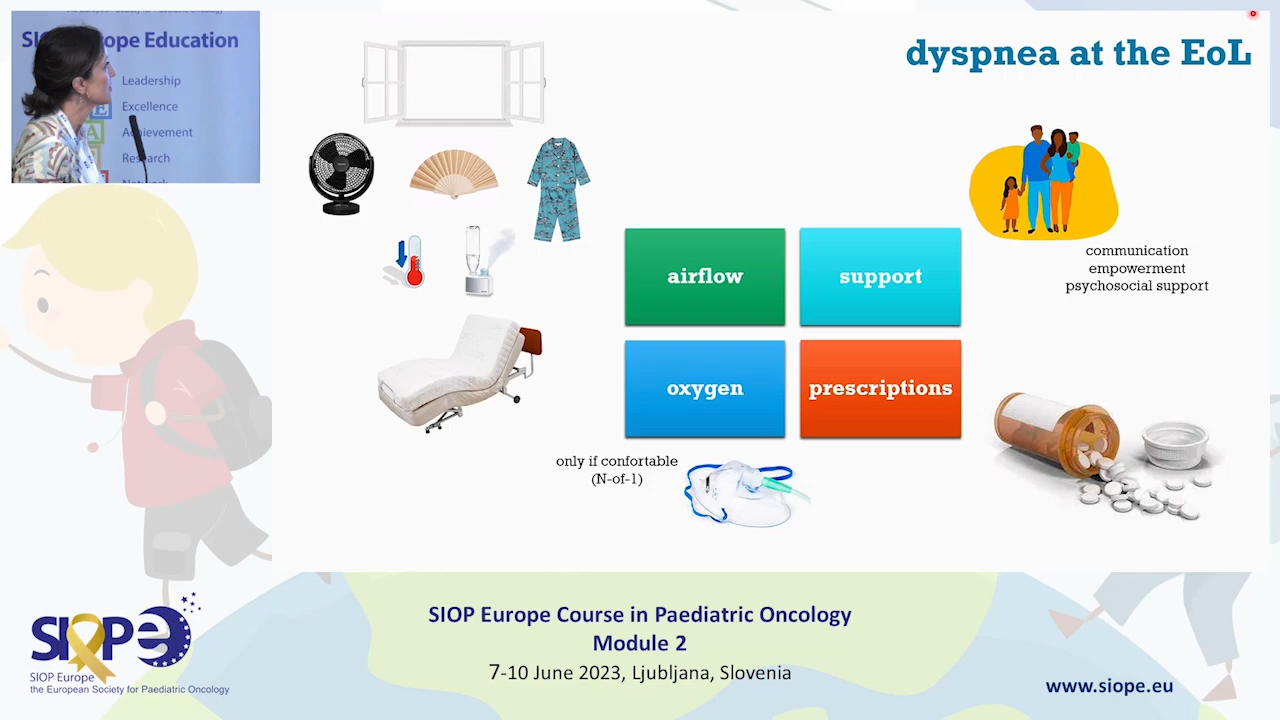 SIOP Europe Education
Leadership
Excellence
Achievement
Research
dyspnea at the EoL
communication
empowerment
psychosocial support
airflow
support
oxygen
prescriptions
only if confortable
(N-of-1)
SIOP Europe Course in Paediatric Oncology
Module 2
7-10 June 2023, Ljubljana, Slovenia
SIOPe
SIOP Europe
the European Society for Paediatric Oncology
www.siope.eu